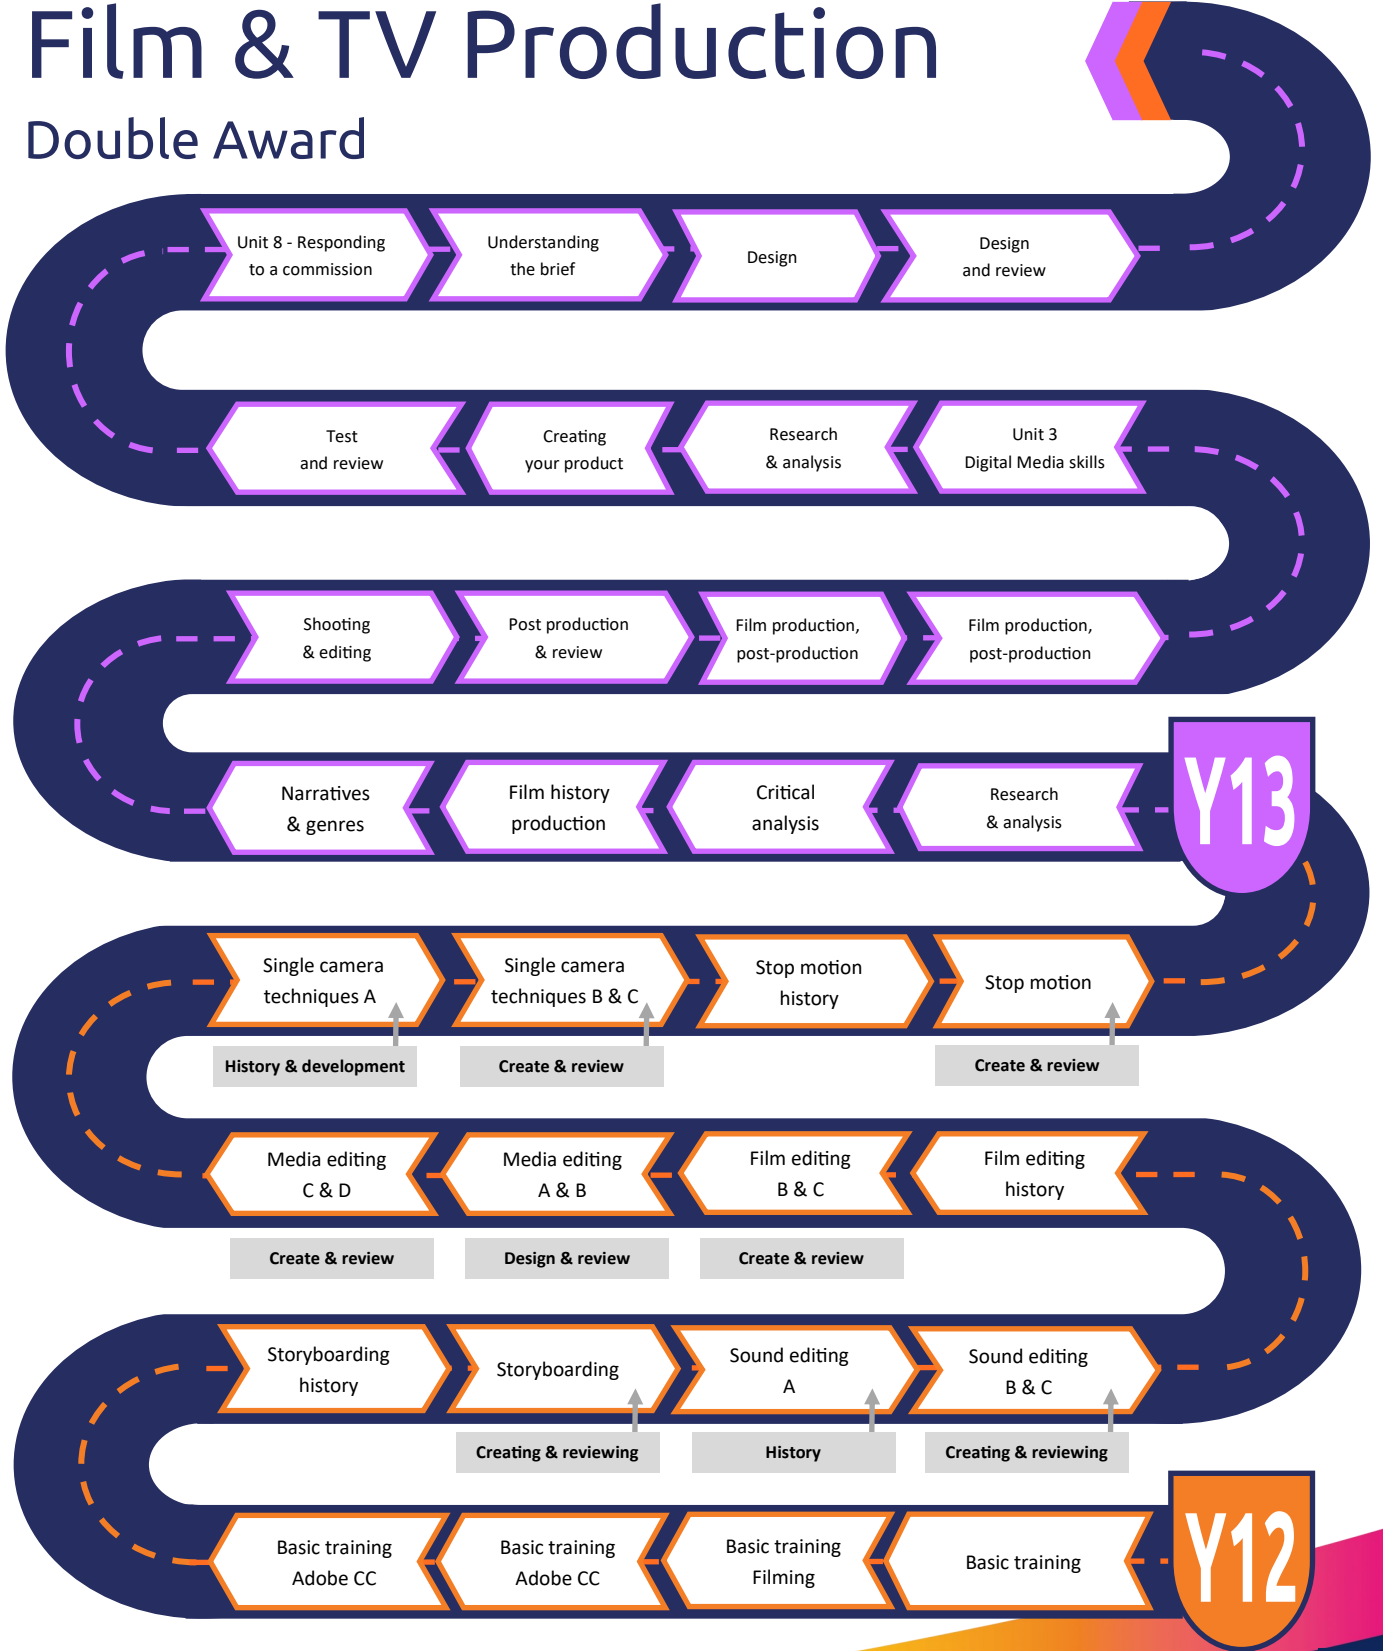 Film & TV Production
Double Award
Unit 8 - Responding
to a commission
Understanding
the brief
Design
Design
and review
Test
and review
Creating
your product
Research
& analysis
Unit 3
Digital Media skills
Shooting
& editing
Post production
& review
Film production,
post-production
Film production,
post-production
Narratives
& genres
Film history
production
Critical
analysis
Research
& analysis
Y13
Single camera
techniques A
Single camera
techniques B & C
Stop motion
history
Stop motion
History & development
Create & review
Create & review
Media editing
C & D
Media editing
A & B
Film editing
B & C
Film editing
history
Create & review
Design & review
Create & review
Storyboarding
history
Storyboarding
Sound editing
A
Sound editing
B & C
Creating & reviewing
History
Creating & reviewing
Basic training
Adobe CC
Basic training
Adobe CC
Basic training
Filming
Basic training
Y12